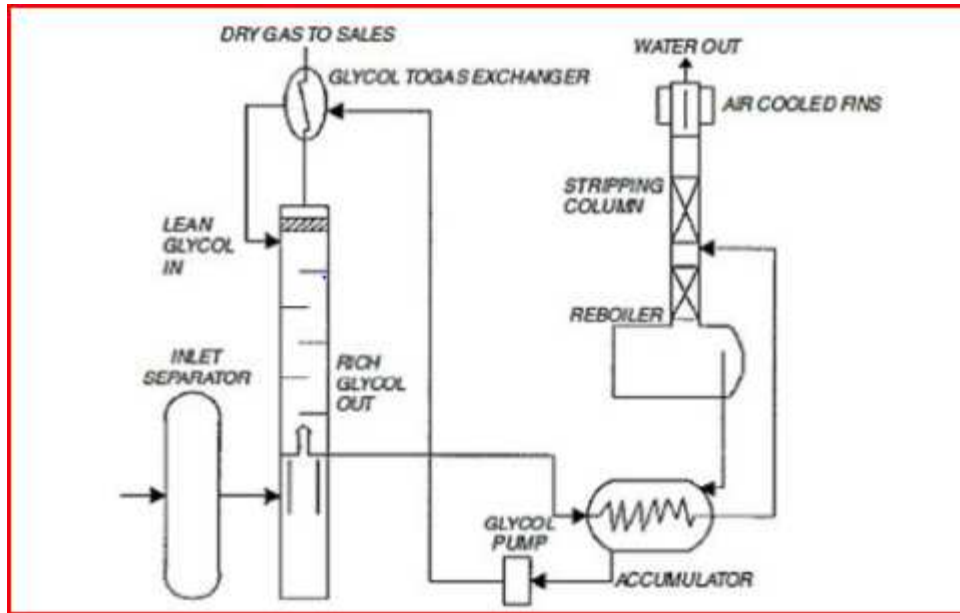 DRY GAS TO SALES
GLYCOL TOGAS EXCHANGER
WATER OUT
AIR COOLED FINS
STRIPPING
COLUMN
LEAN
GLYCOL
IN
REBOILER
INLET
SEPARATOR
RICH
GLYCOL
OUT
GLYCOL
PUMP
ACCUMULATOR